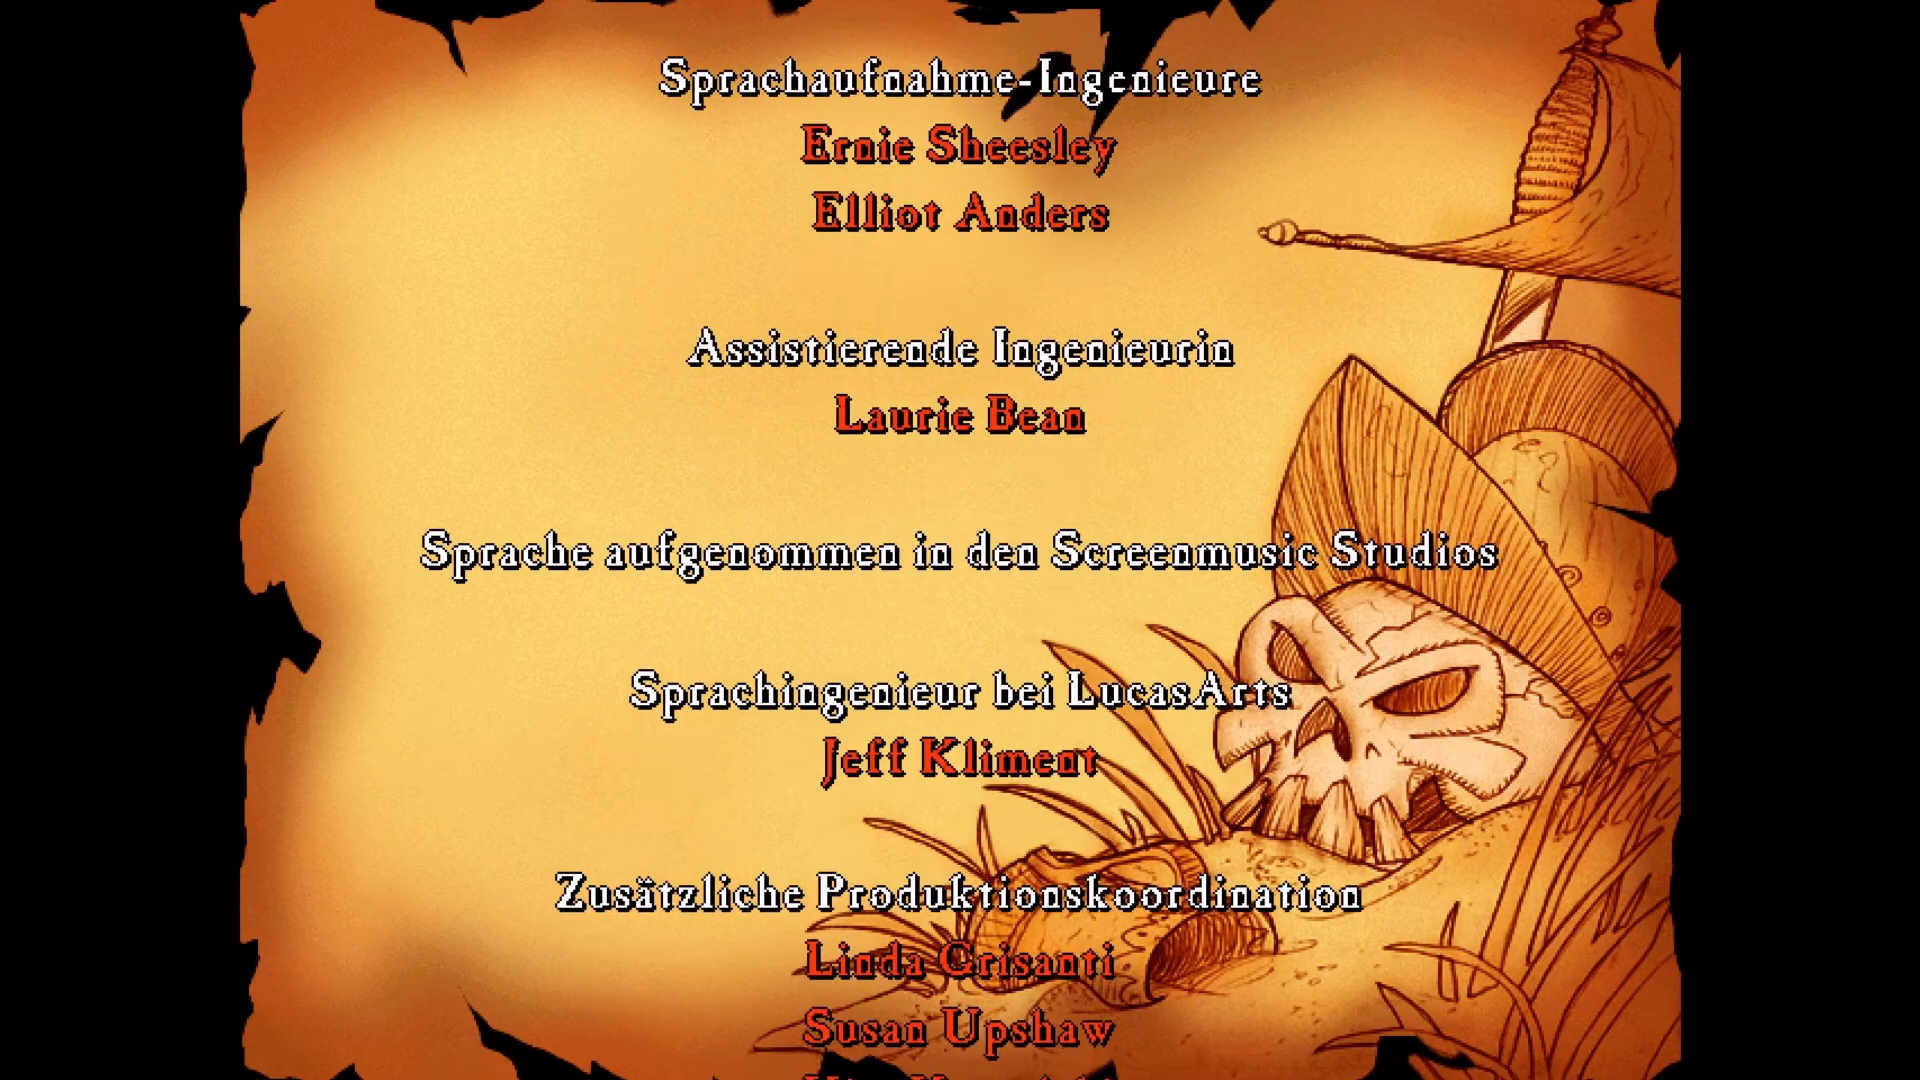 Sprachaufnahme-Ingenieure
Ernie Sheesley
Elliot Anders
Assistierende Ingenieurin
Laurie Bean
Sprache aufgenommen in den Screenmusic Studios
Sprachingenieur bei LucasArts
Jeff Kliment
Zusätzliche Produktionskoordination
Linda Grisanti
Susan Upshaw